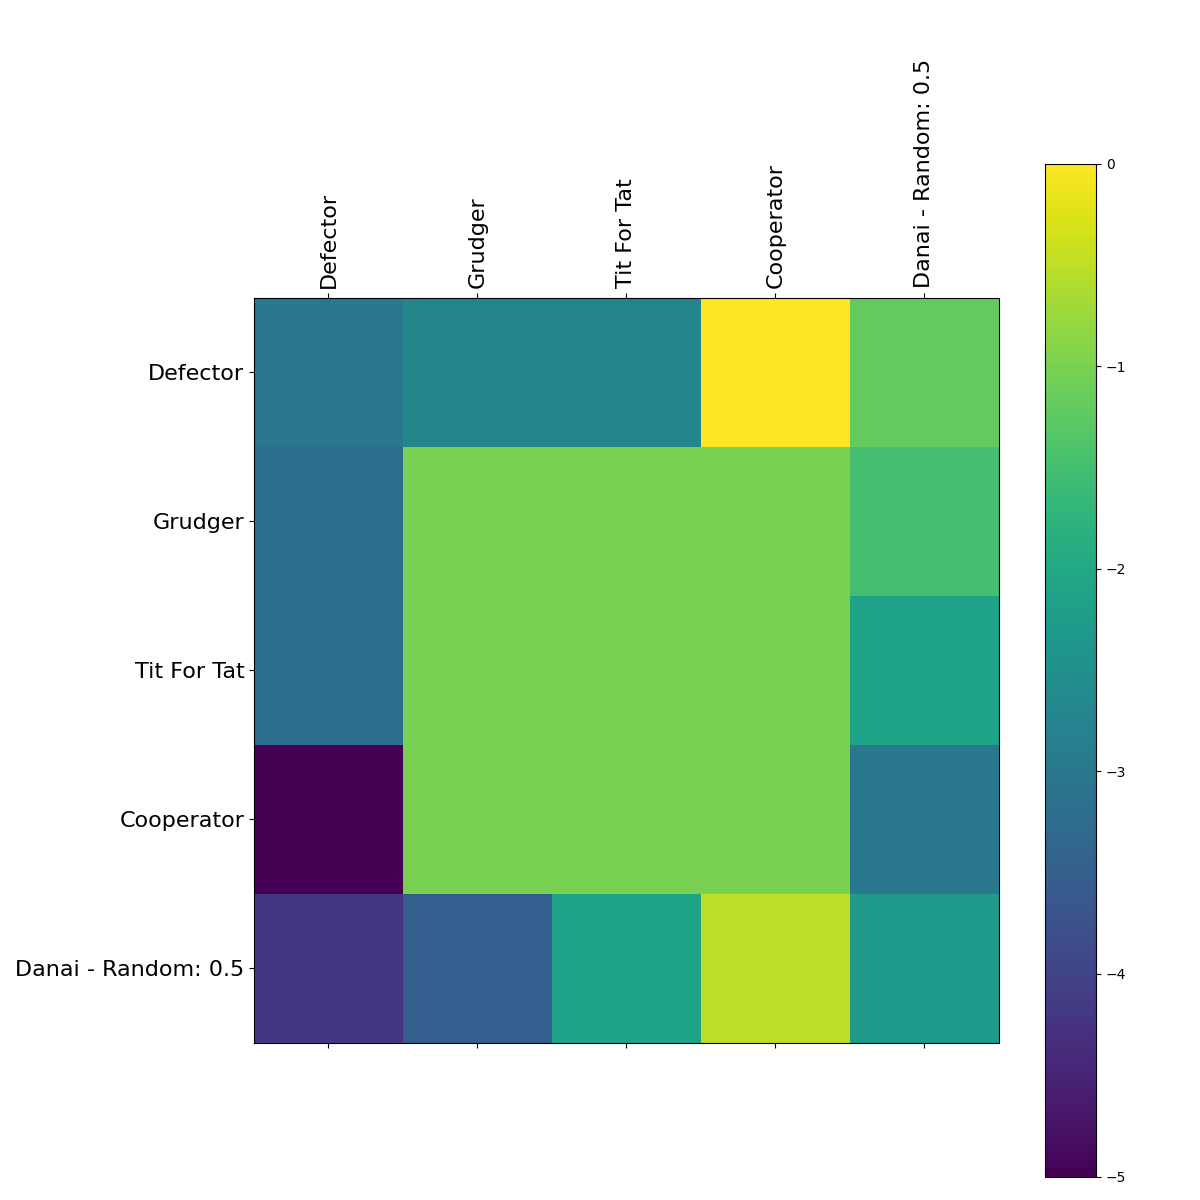 Defector
Grudger
Tit For Tat
Cooperator
Danai - Random: 0.5
Defector
Grudger
Tit For Tat
Cooperator
Danai - Random: 0.5
0
−1
−2
−3
−4
−5